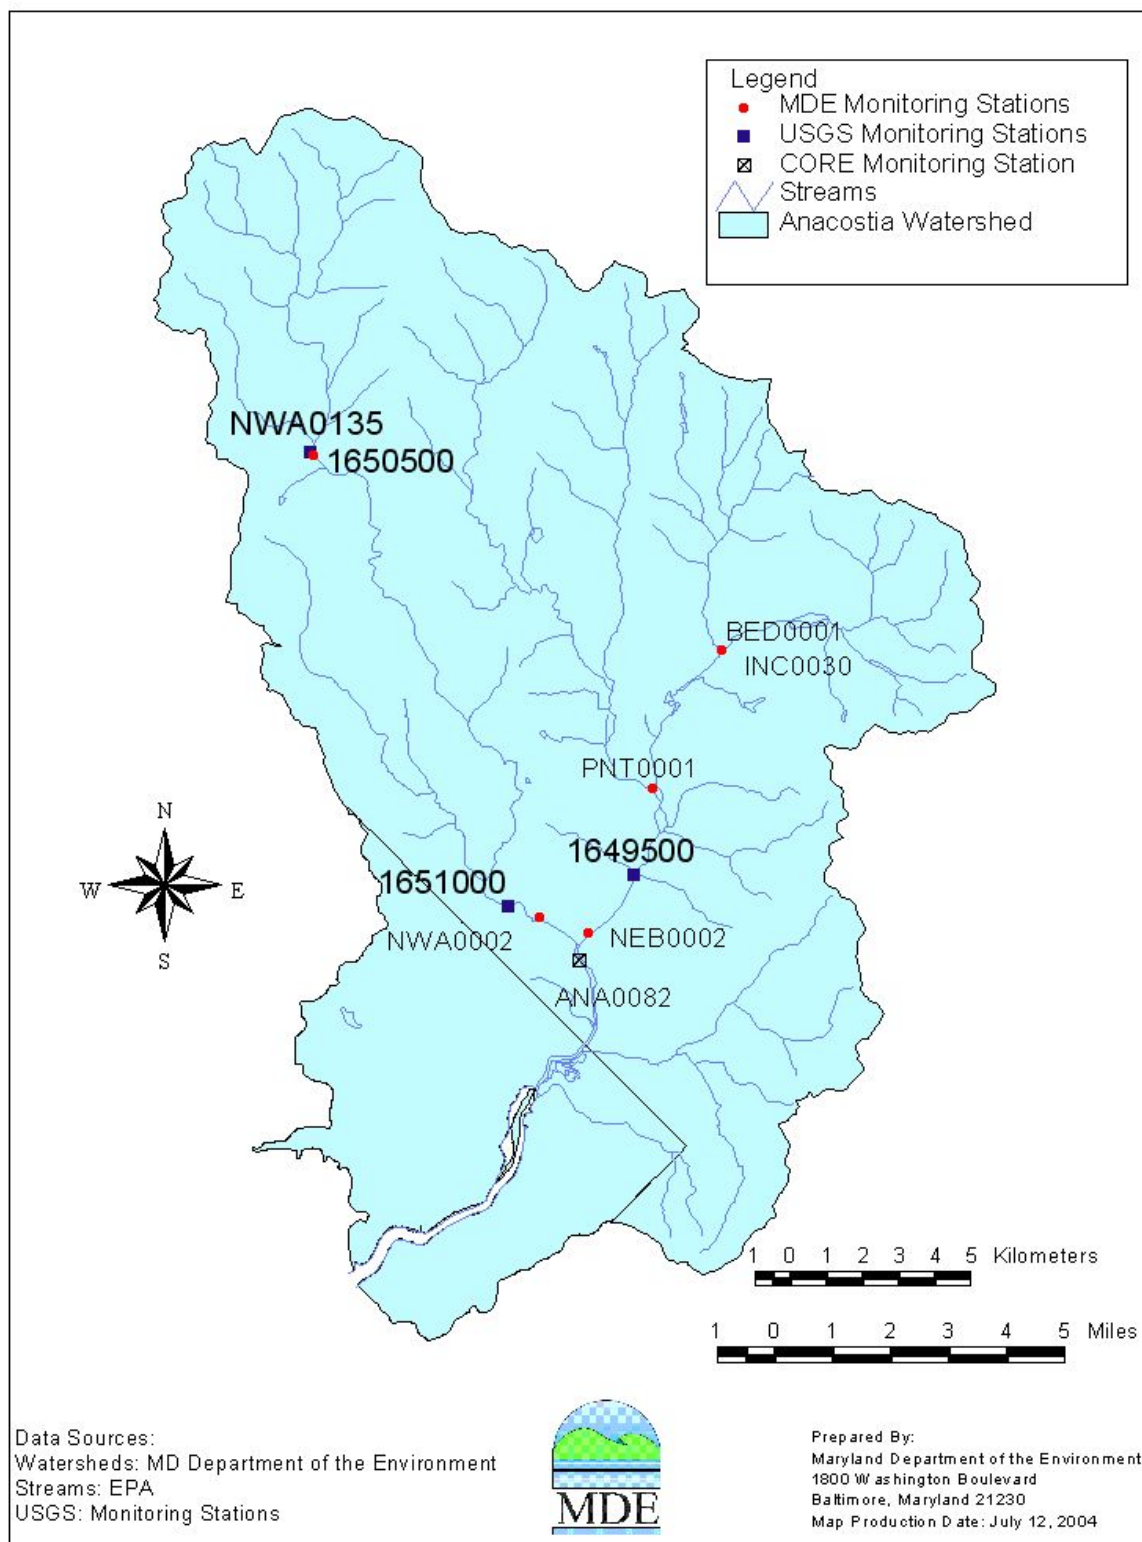 Legend
MDE Monitoring Stations
USGS Monitoring Stations
CORE Monitoring Station
Streams
Anacostia Watershed
NWA0135
1650500
BED0001
INC0030
PNT0001
1649500
1651000
NWA0002
NEB0002
ANA0082
N
W
E
S
1 0 1 2 3 4 5 Kilometers
1 0 1 2 3 4 5 Miles
Data Sources:
Watersheds: MD Department of the Environment
Streams: EPA
USGS: Monitoring Stations
MDE
Prepared By:
Maryland Department of the Environment
1800 Washington Boulevard
Baltimore, Maryland 21230
Map Production Date: July 12, 2004